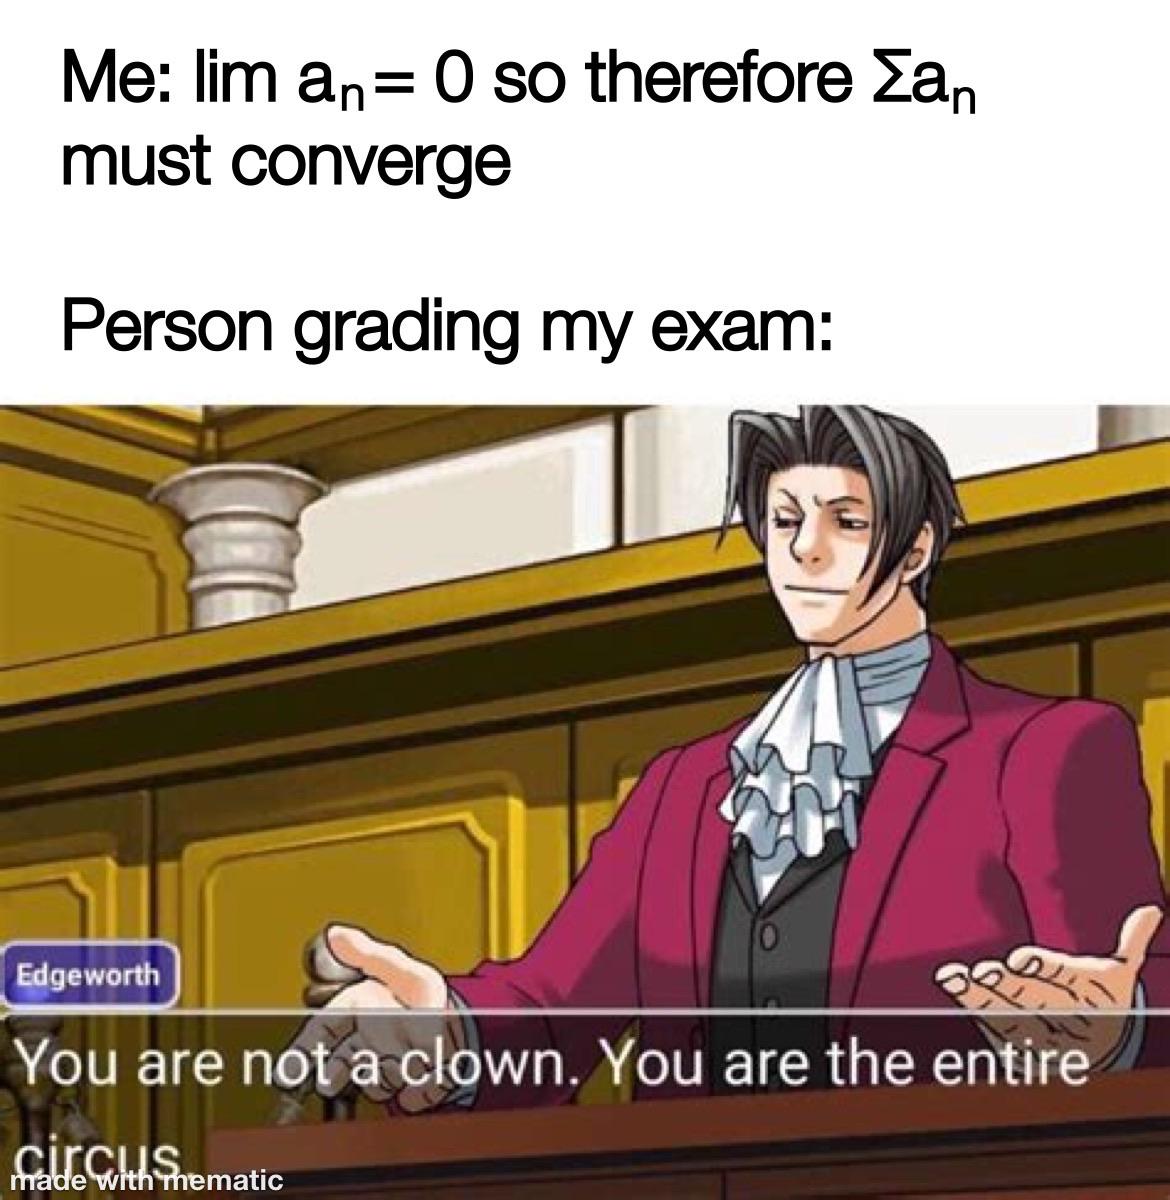 Me: lim aₙ = 0 so therefore Σaₙ
must converge
Person grading my exam:
Edgeworth
You are not a clown. You are the entire
circus.
made with mematic